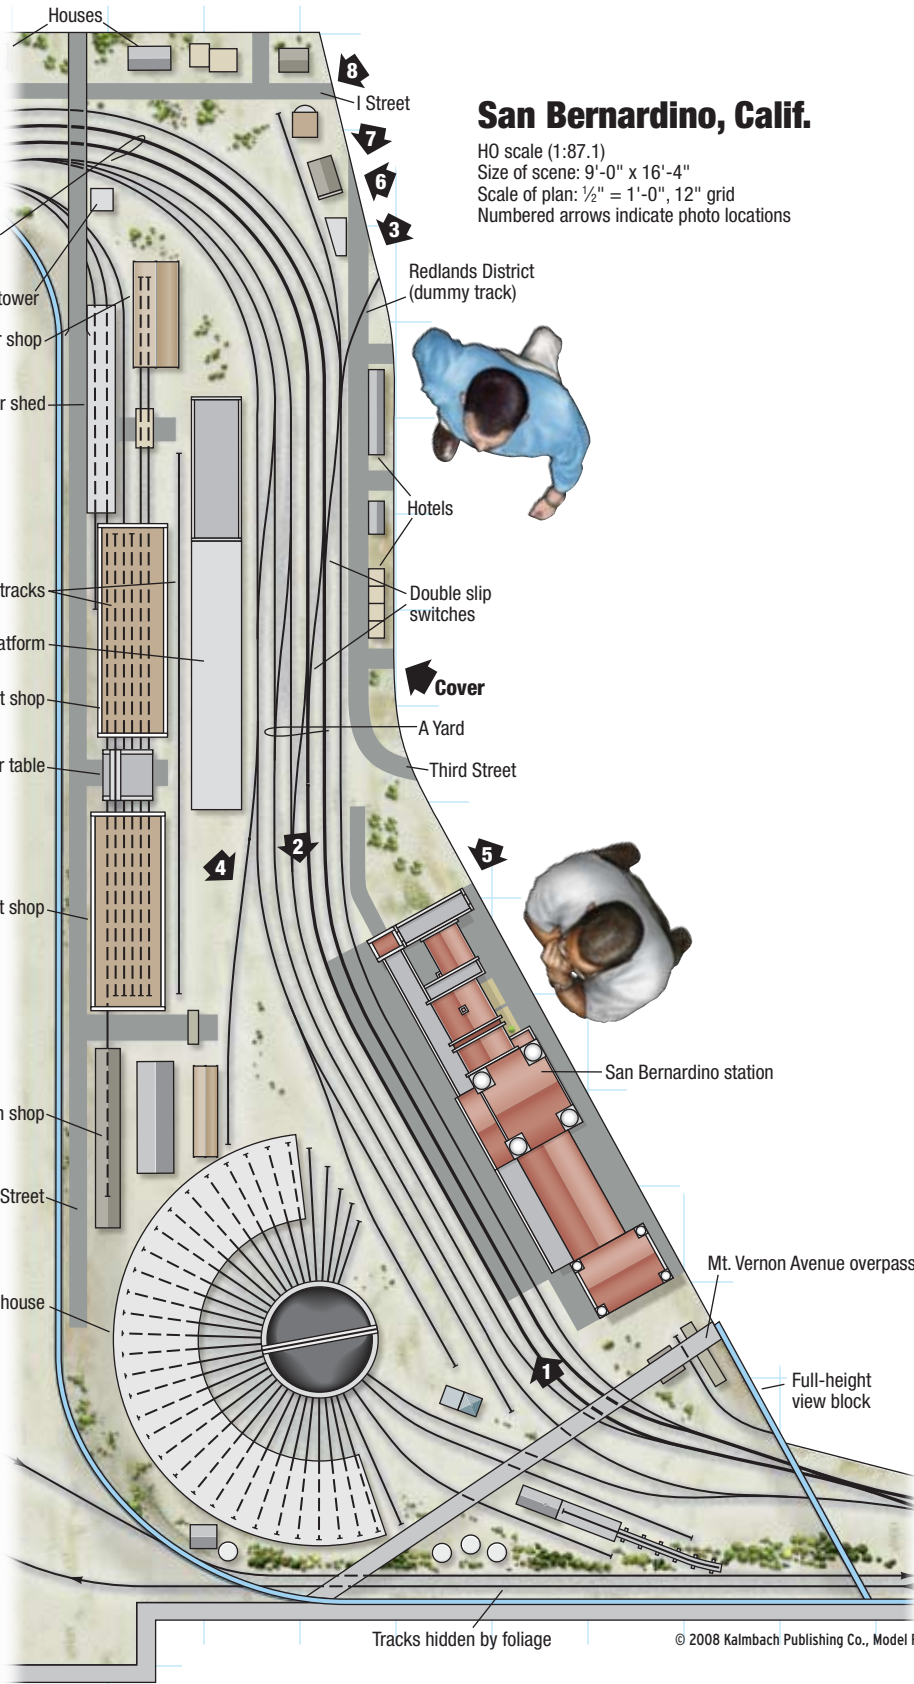 Houses
8
I Street
San Bernardino, Calif.
HO scale (1:87.1)
Size of scene: 9'-0" x 16'-4"
Scale of plan: ½" = 1'-0", 12" grid
Numbered arrows indicate photo locations
7
6
3
Redlands District
(dummy track)
tower
shop
shed
Hotels
tracks
Double slip
switches
atform
t shop
Cover
A Yard
r table
Third Street
2
4
5
t shop
San Bernardino station
shop
Street
Mt. Vernon Avenue overpass
house
1
Full-height
view block
Tracks hidden by foliage
© 2008 Kalmbach Publishing Co., Model